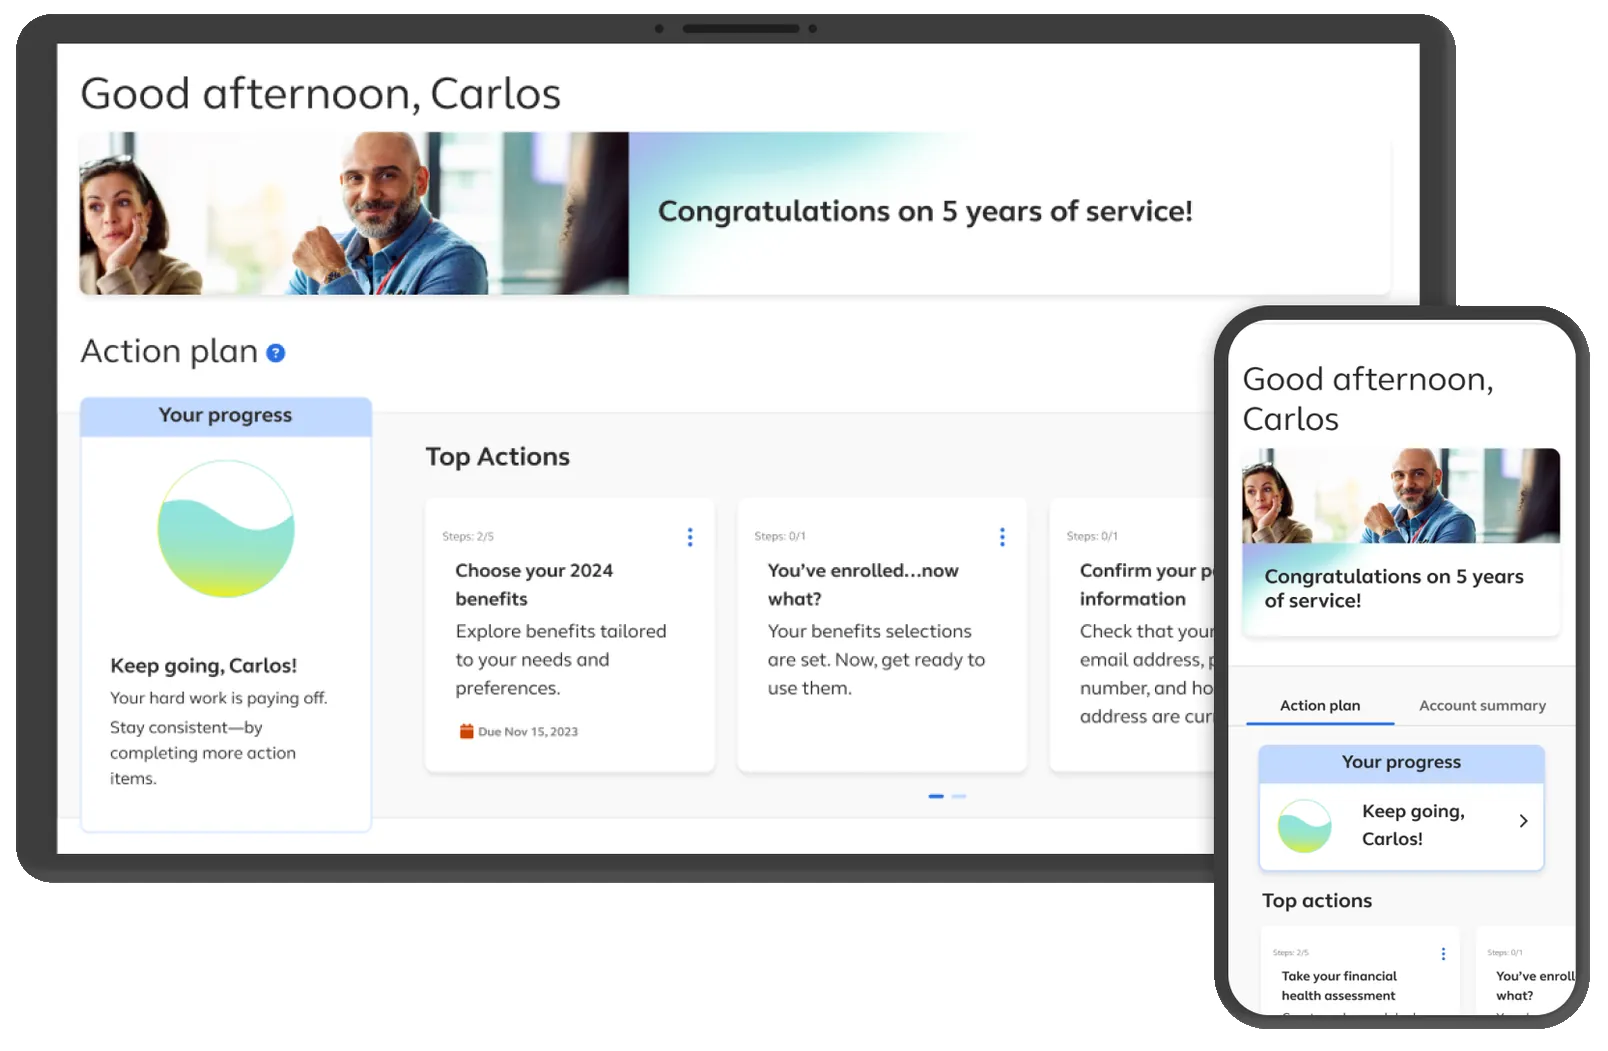 Good afternoon, Carlos
Congratulations on 5 years of service!
Action plan ?
Your progress
Keep going, Carlos!
Your hard work is paying off.
Stay consistent—by
completing more action
items.
Top Actions
Steps: 2/5
Choose your 2024
benefits
Explore benefits tailored
to your needs and
preferences.
Due Nov 15, 2023
Steps: 0/1
You've enrolled...now
what?
Your benefits selections
are set. Now, get ready to
use them.
Steps: 0/1
Confirm your
information
Check that your
email address,
number, and
address are
Good afternoon,
Carlos
Congratulations on 5 years
of service!
Action plan
Account summary
Your progress
Keep going,
Carlos!
Top actions
Steps: 2/5
Take your financial
health assessment
Steps: 0/1
You've
what?